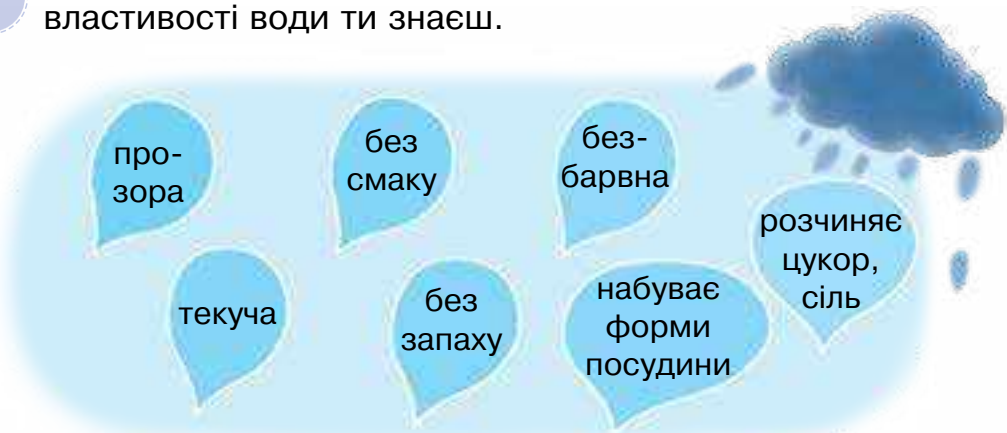 властивості води ти знаєш.
про-
зора
без
смаку
без-
барвна
розчиняє
цукор,
сіль
текуча
без
запаху
набуває
форми
посудини